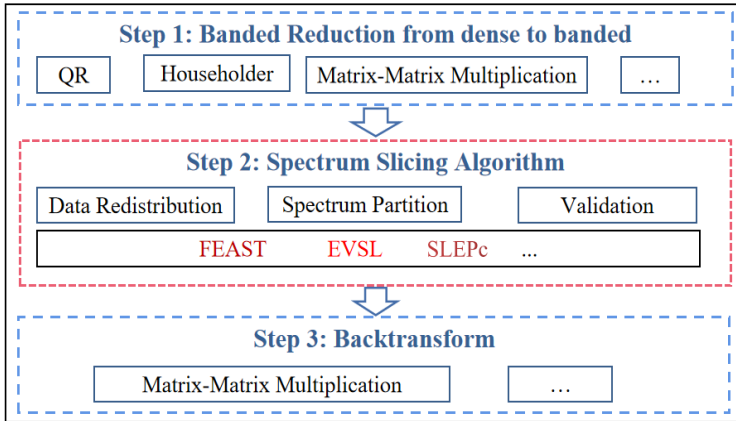 Step 1: Banded Reduction from dense to banded
QR Householder Matrix-Matrix Multiplication ...
Step 2: Spectrum Slicing Algorithm
Data Redistribution Spectrum Partition Validation
FEAST EVSL SLEPc ...
Step 3: Backtransform
Matrix-Matrix Multiplication ...